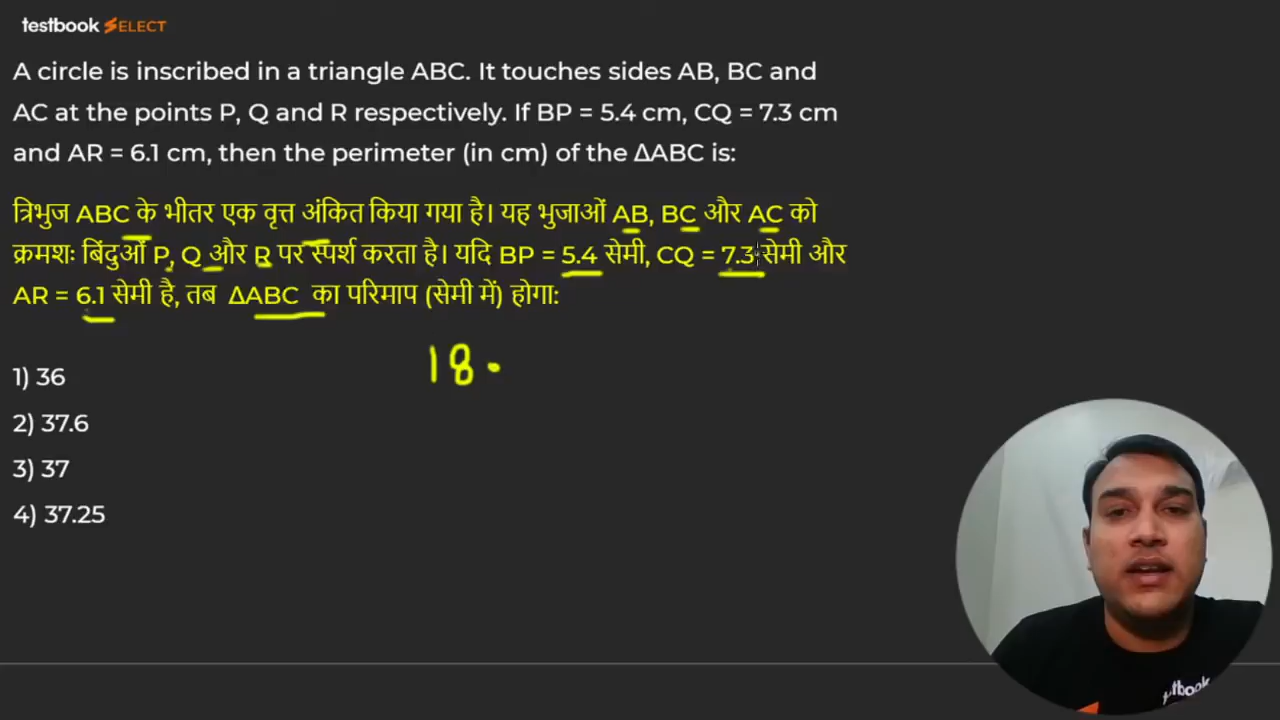 testbook SELECT
A circle is inscribed in a triangle ABC. It touches sides AB, BC and
AC at the points P, Q and R respectively. If BP = 5.4 cm, CQ = 7.3 cm
and AR = 6.1 cm, then the perimeter (in cm) of the ΔABC is:
त्रिभुज ABC के भीतर एक वृत्त अंकित किया गया है। यह भुजाओं AB, BC और AC को
क्रमशः बिंदुओं P, Q और R पर स्पर्श करता है। यदि BP = 5.4 सेमी, CQ = 7.3 सेमी और
AR = 6.1 सेमी है, तब ΔABC का परिमाप (सेमी में) होगा:
18.
1) 36
2) 37.6
3) 37
4) 37.25
testbook